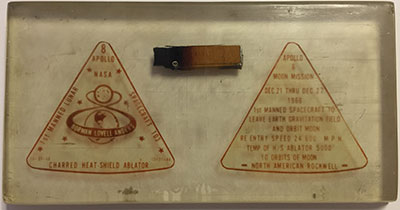 8
APOLLO
NASA
1st MANNED LUNAR
SPACECRAFT 103
BORMAN LOVELL ANDERS
CHARRED HEAT SHIELD ABLATOR
APOLLO
8
MOON MISSION
DEC. 21 THRU DEC 27
1968
1st MANNED SPACECRAFT TO
LEAVE EARTH GRAVITATION FIELD
AND ORBIT MOON
RE ENTRY SPEED 24 600 M.P.H.
TEMP OF H/S ABLATOR 5000°
10 ORBITS OF MOON
NORTH AMERICAN ROCKWELL